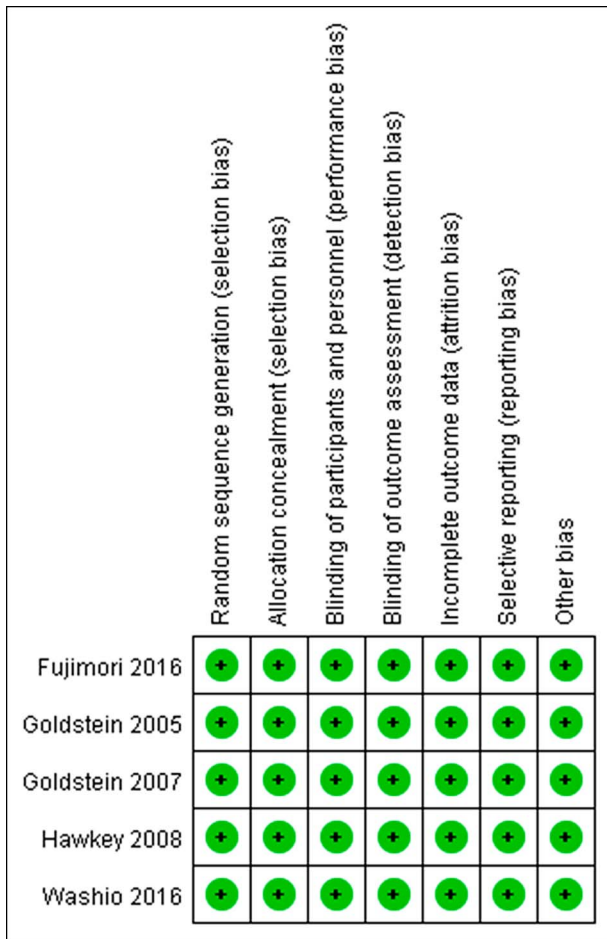 Random sequence generation (selection bias)
Allocation concealment (selection bias)
Blinding of participants and personnel (performance bias)
Blinding of outcome assessment (detection bias)
Incomplete outcome data (attrition bias)
Selective reporting (reporting bias)
Other bias
Fujimori 2016 + + + + + + +
Goldstein 2005 + + + + + + +
Goldstein 2007 + + + + + + +
Hawkey 2008 + + + + + + +
Washio 2016 + + + + + + +